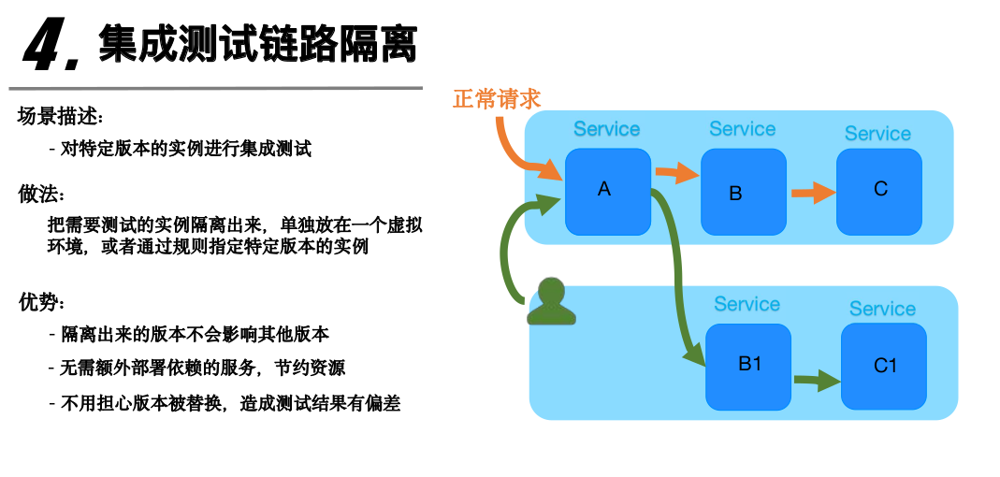 4. 集成测试链路隔离
场景描述：
- 对特定版本的实例进行集成测试
做法：
把需要测试的实例隔离出来，单独放在一个虚拟
环境，或者通过规则指定特定版本的实例
优势：
- 隔离出来的版本不会影响其他版本
- 无需额外部署依赖的服务，节约资源
- 不用担心版本被替换，造成测试结果有偏差
正常请求
Service
Service
Service
A
B
C
Service
Service
B1
C1